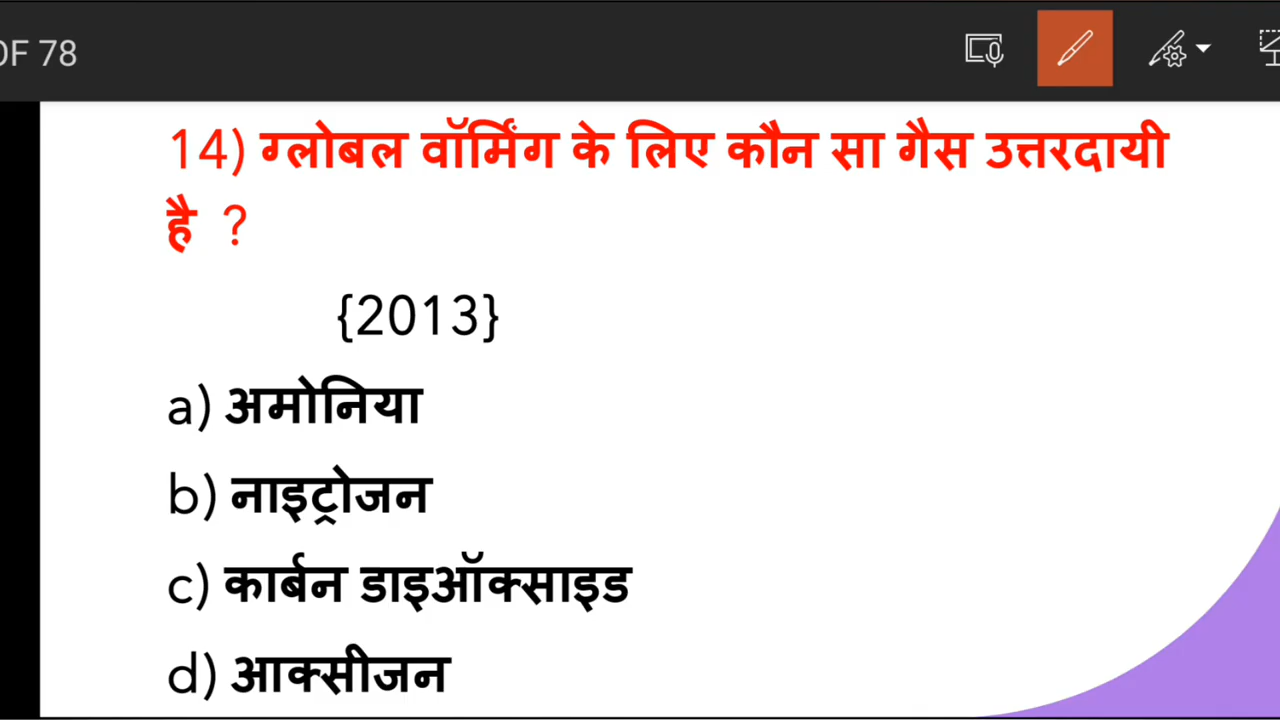 OF 78
14) ग्लोबल वॉर्मिंग के लिए कौन सा गैस उत्तरदायी
है ?
{2013}
a) अमोनिया
b) नाइट्रोजन
c) कार्बन डाइऑक्साइड
d) आक्सीजन